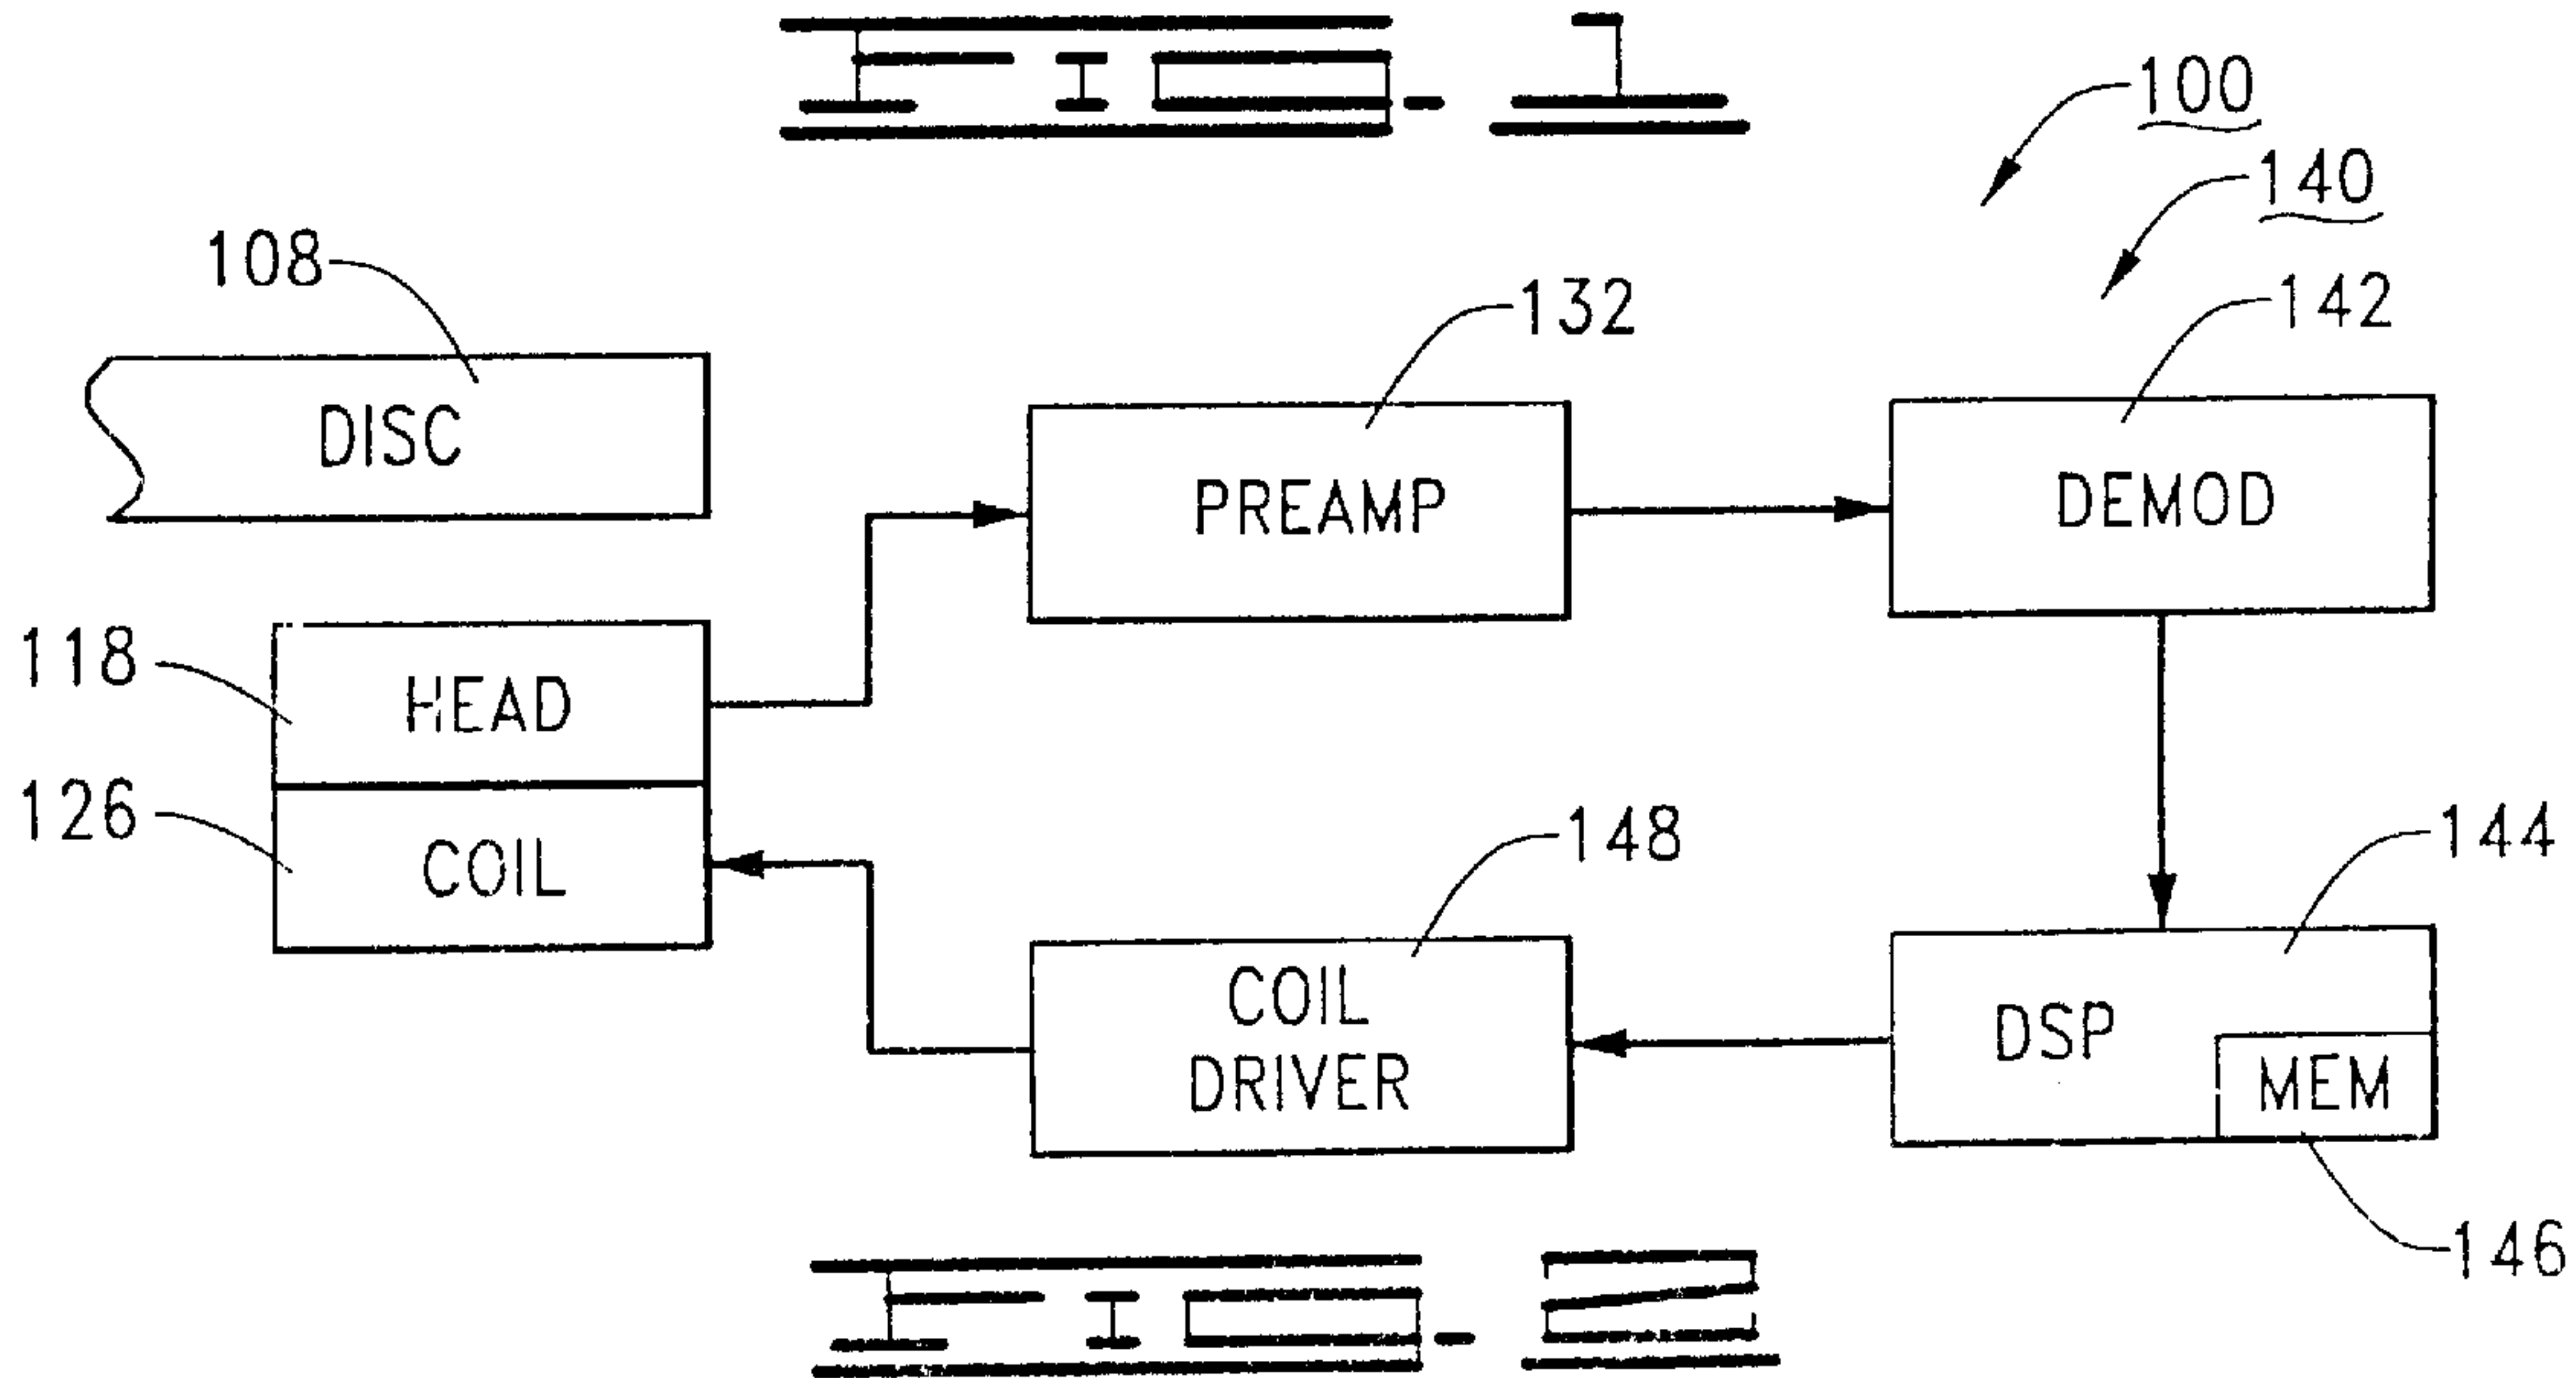 FIG. 1
100
140
108
132
142
DISC
PREAMP
DEMOD
118
HEAD
126
COIL
148
144
COIL
DRIVER
DSP
MEM
146
FIG. 2